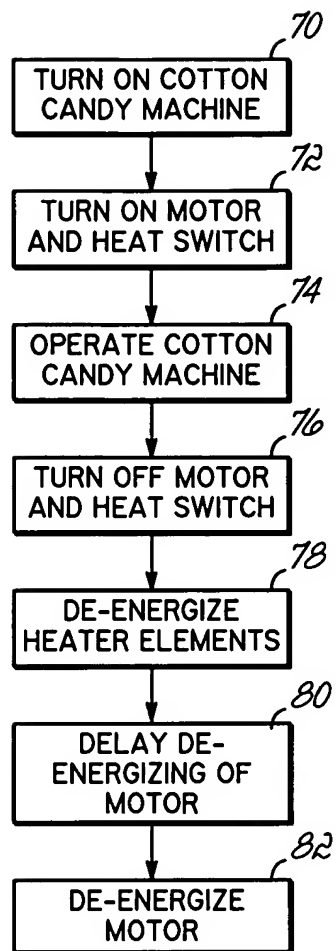 70
TURN ON COTTON
CANDY MACHINE
72
TURN ON MOTOR
AND HEAT SWITCH
74
OPERATE COTTON
CANDY MACHINE
76
TURN OFF MOTOR
AND HEAT SWITCH
78
DE-ENERGIZE
HEATER ELEMENTS
80
DELAY DE-
ENERGIZING OF
MOTOR
82
DE-ENERGIZE
MOTOR